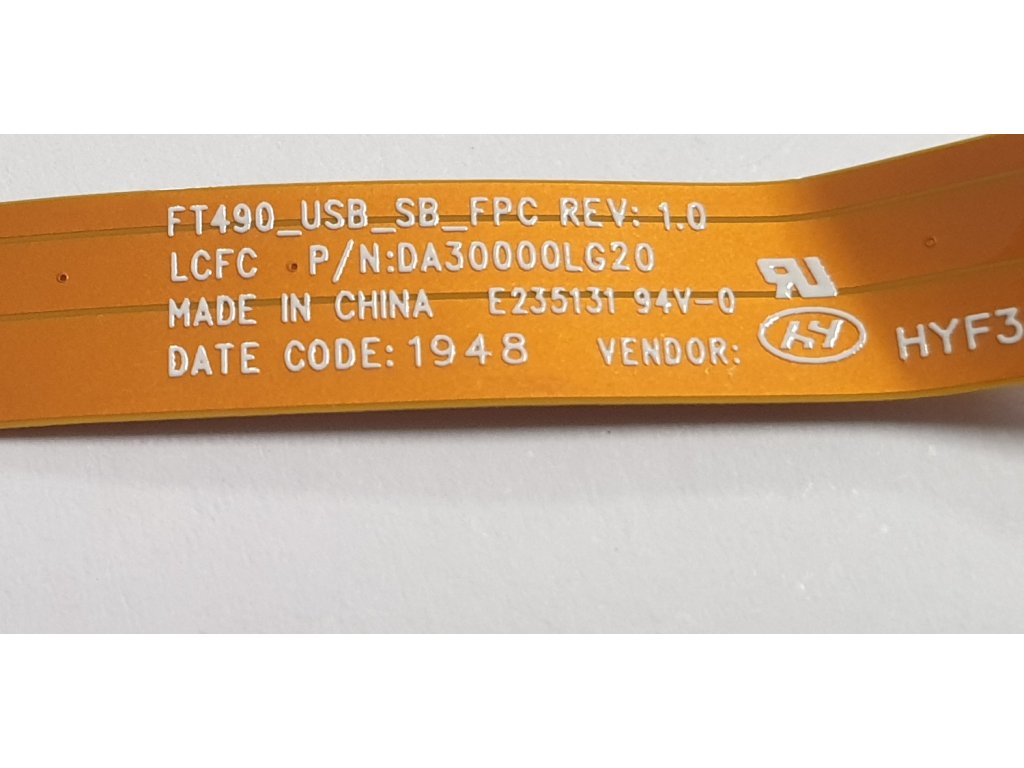 FT490_USB_SB_FPC REV: 1.0
LCFC P/N:DA30000LG20
MADE IN CHINA E235131 94V-0
DATE CODE: 1948 VENDOR: HY HYF3